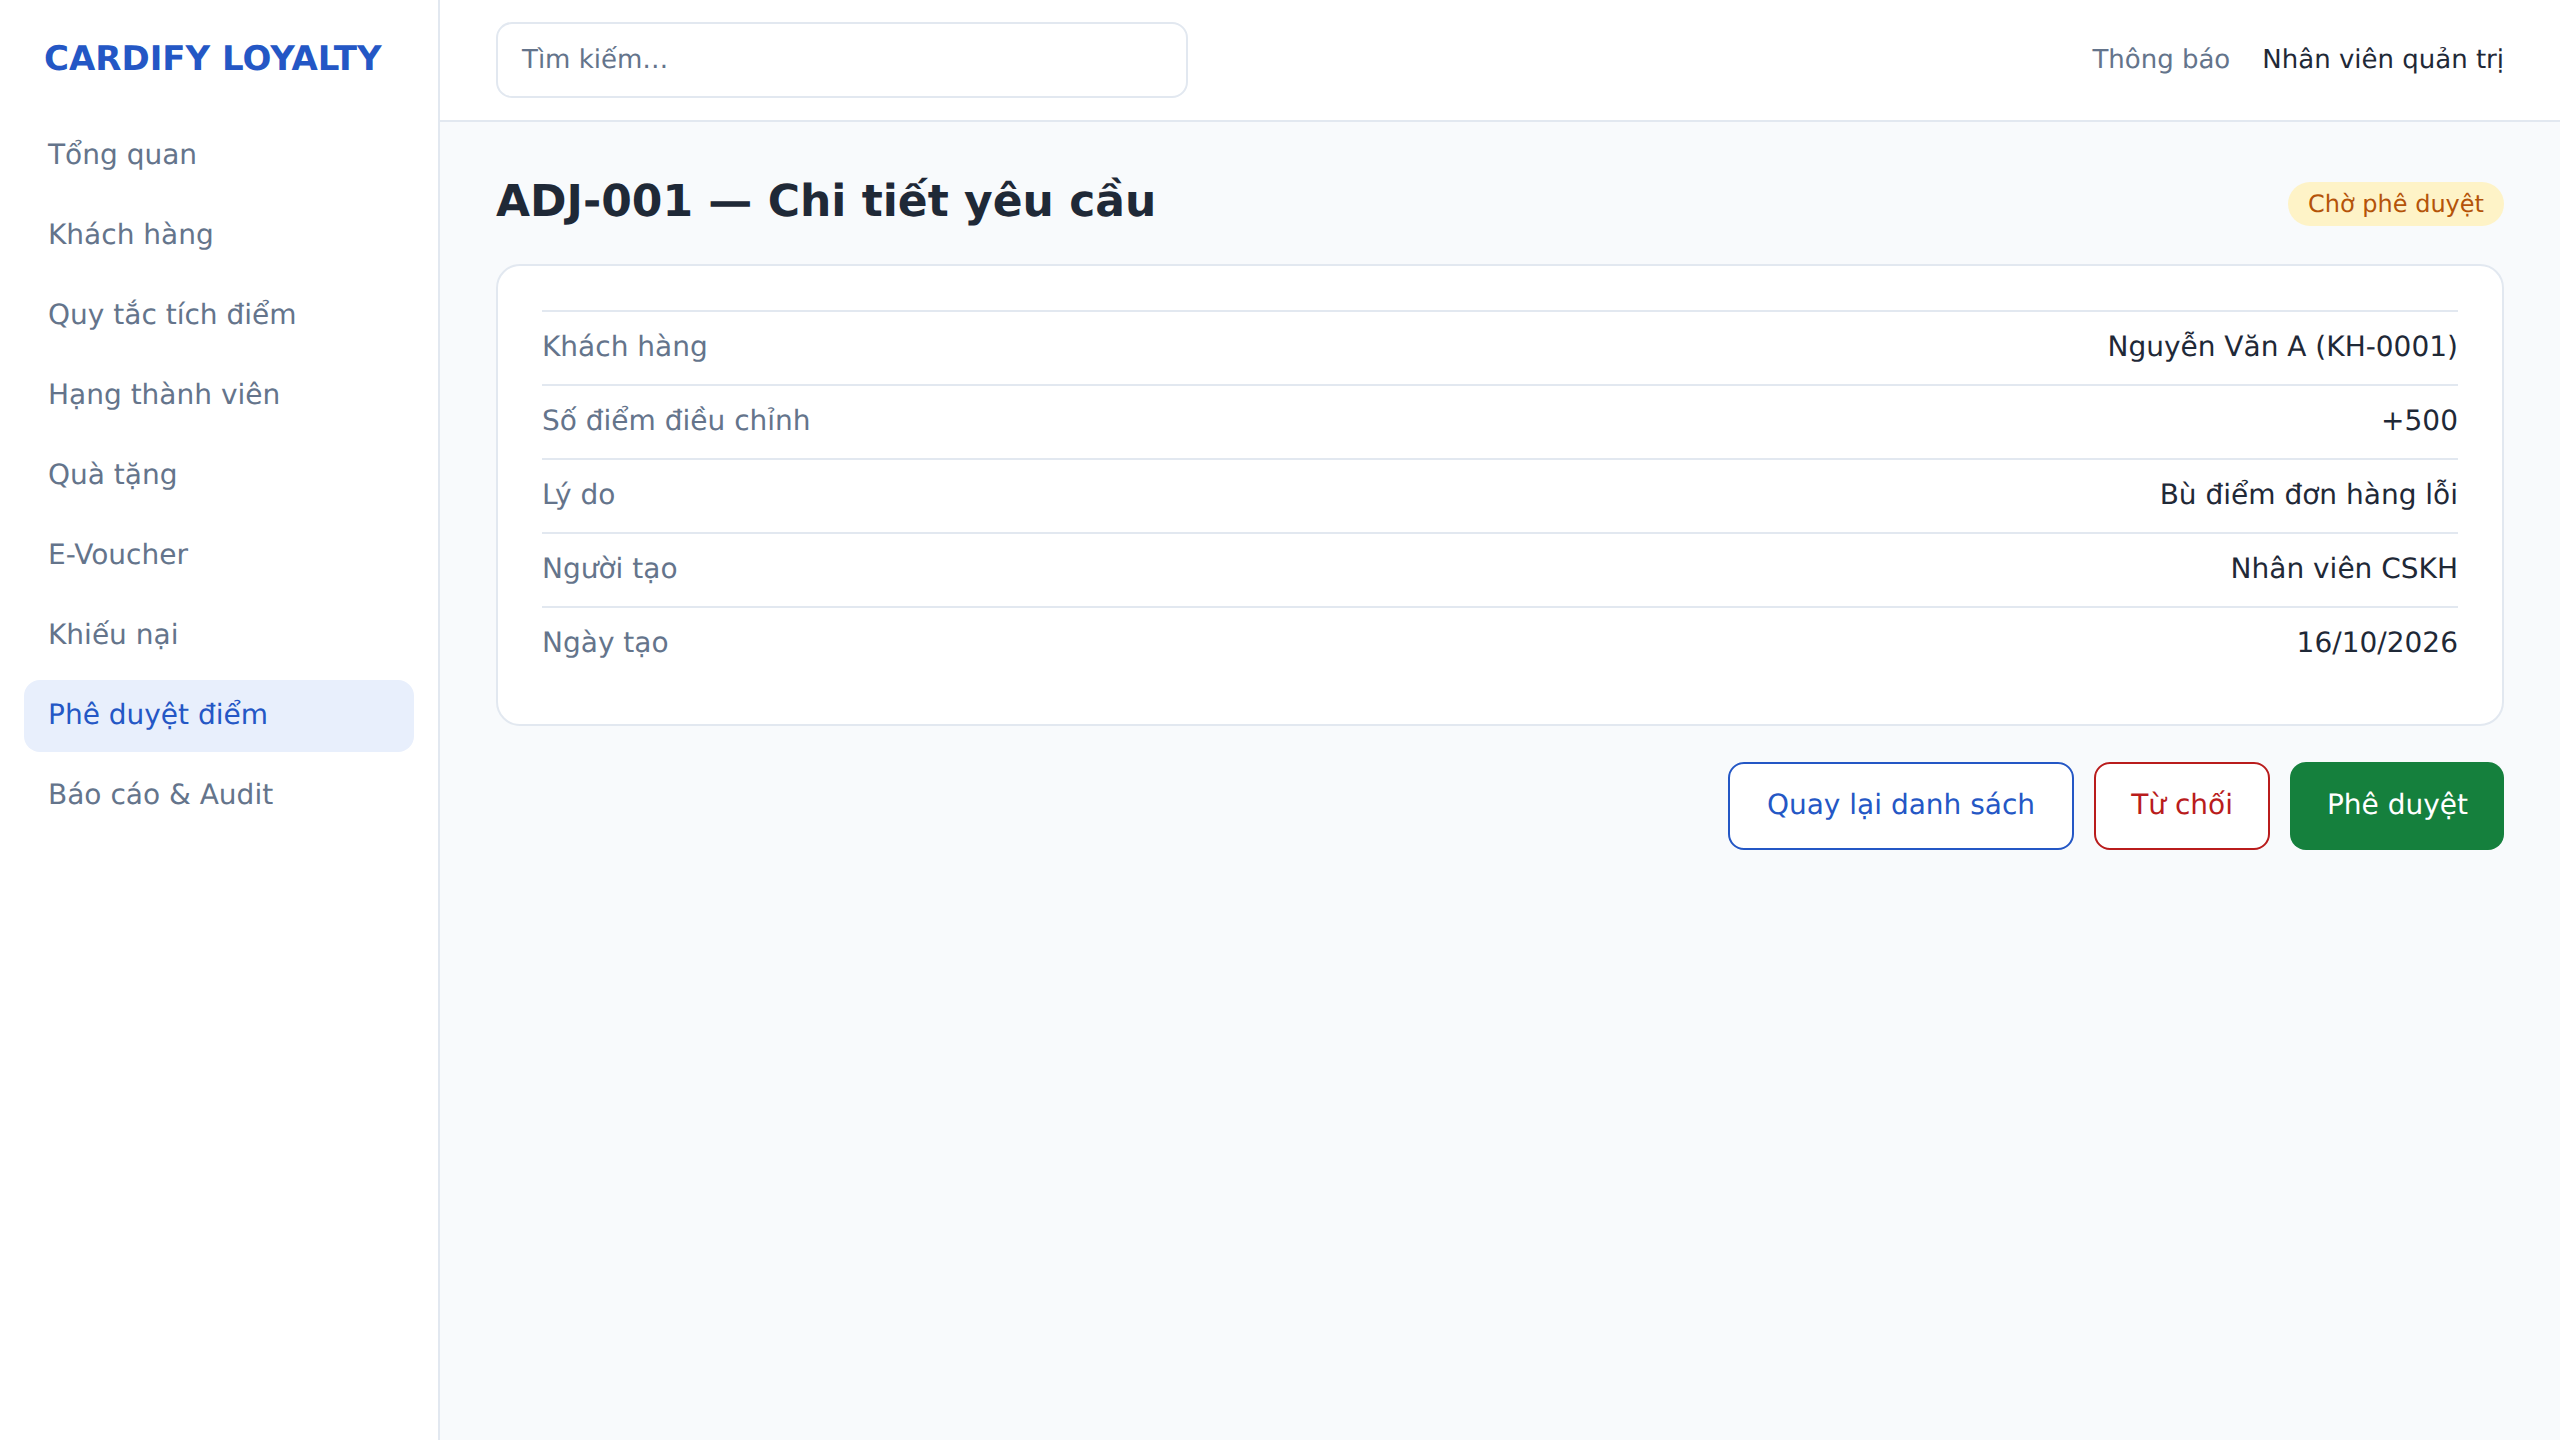 CARDIFY LOYALTY
Tổng quan
Khách hàng
Quy tắc tích điểm
Hạng thành viên
Quà tặng
E-Voucher
Khiếu nại
Phê duyệt điểm
Báo cáo & Audit
Tìm kiếm...
Thông báo Nhân viên quản trị
ADJ-001 — Chi tiết yêu cầu
Chờ phê duyệt
Khách hàng Nguyễn Văn A (KH-0001)
Số điểm điều chỉnh +500
Lý do Bù điểm đơn hàng lỗi
Người tạo Nhân viên CSKH
Ngày tạo 16/10/2026
Quay lại danh sách Từ chối Phê duyệt